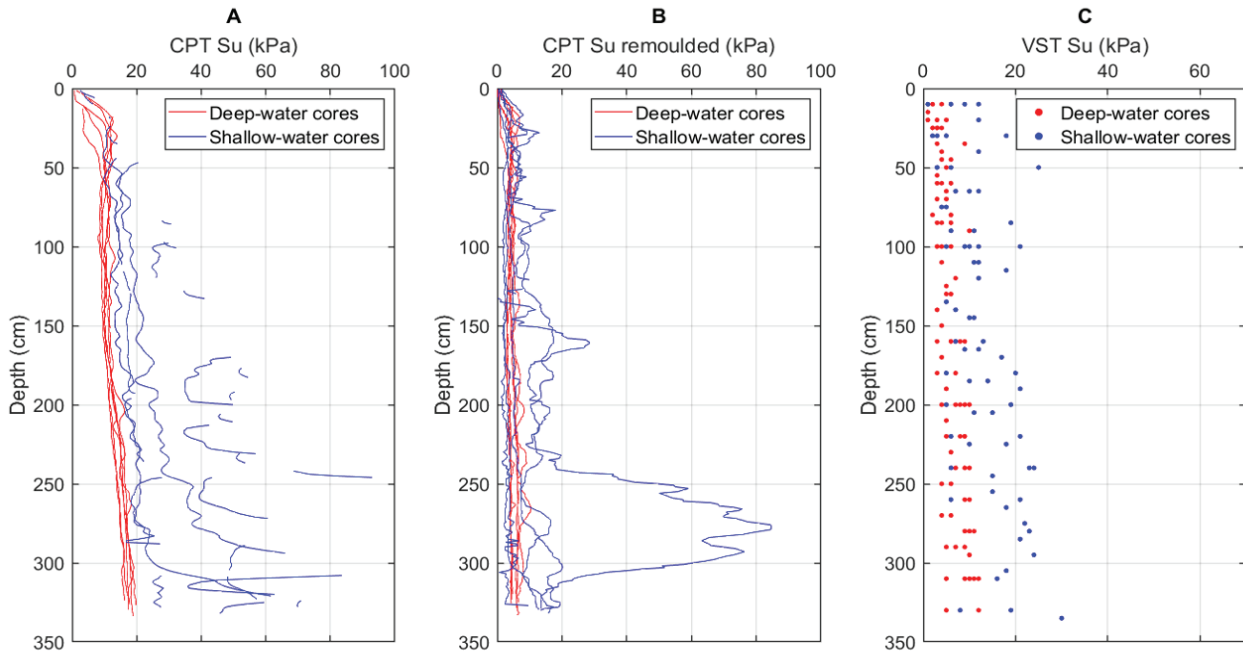 A
CPT Su (kPa)
0 20 40 60 80 100
0
50
100
150
200
250
300
350
Depth (cm)
Deep-water cores
Shallow-water cores
B
CPT Su remoulded (kPa)
0 20 40 60 80 100
0
50
100
150
200
250
300
350
Depth (cm)
Deep-water cores
Shallow-water cores
C
VST Su (kPa)
0 20 40 60
0
50
100
150
200
250
300
350
Depth (cm)
Deep-water cores
Shallow-water cores